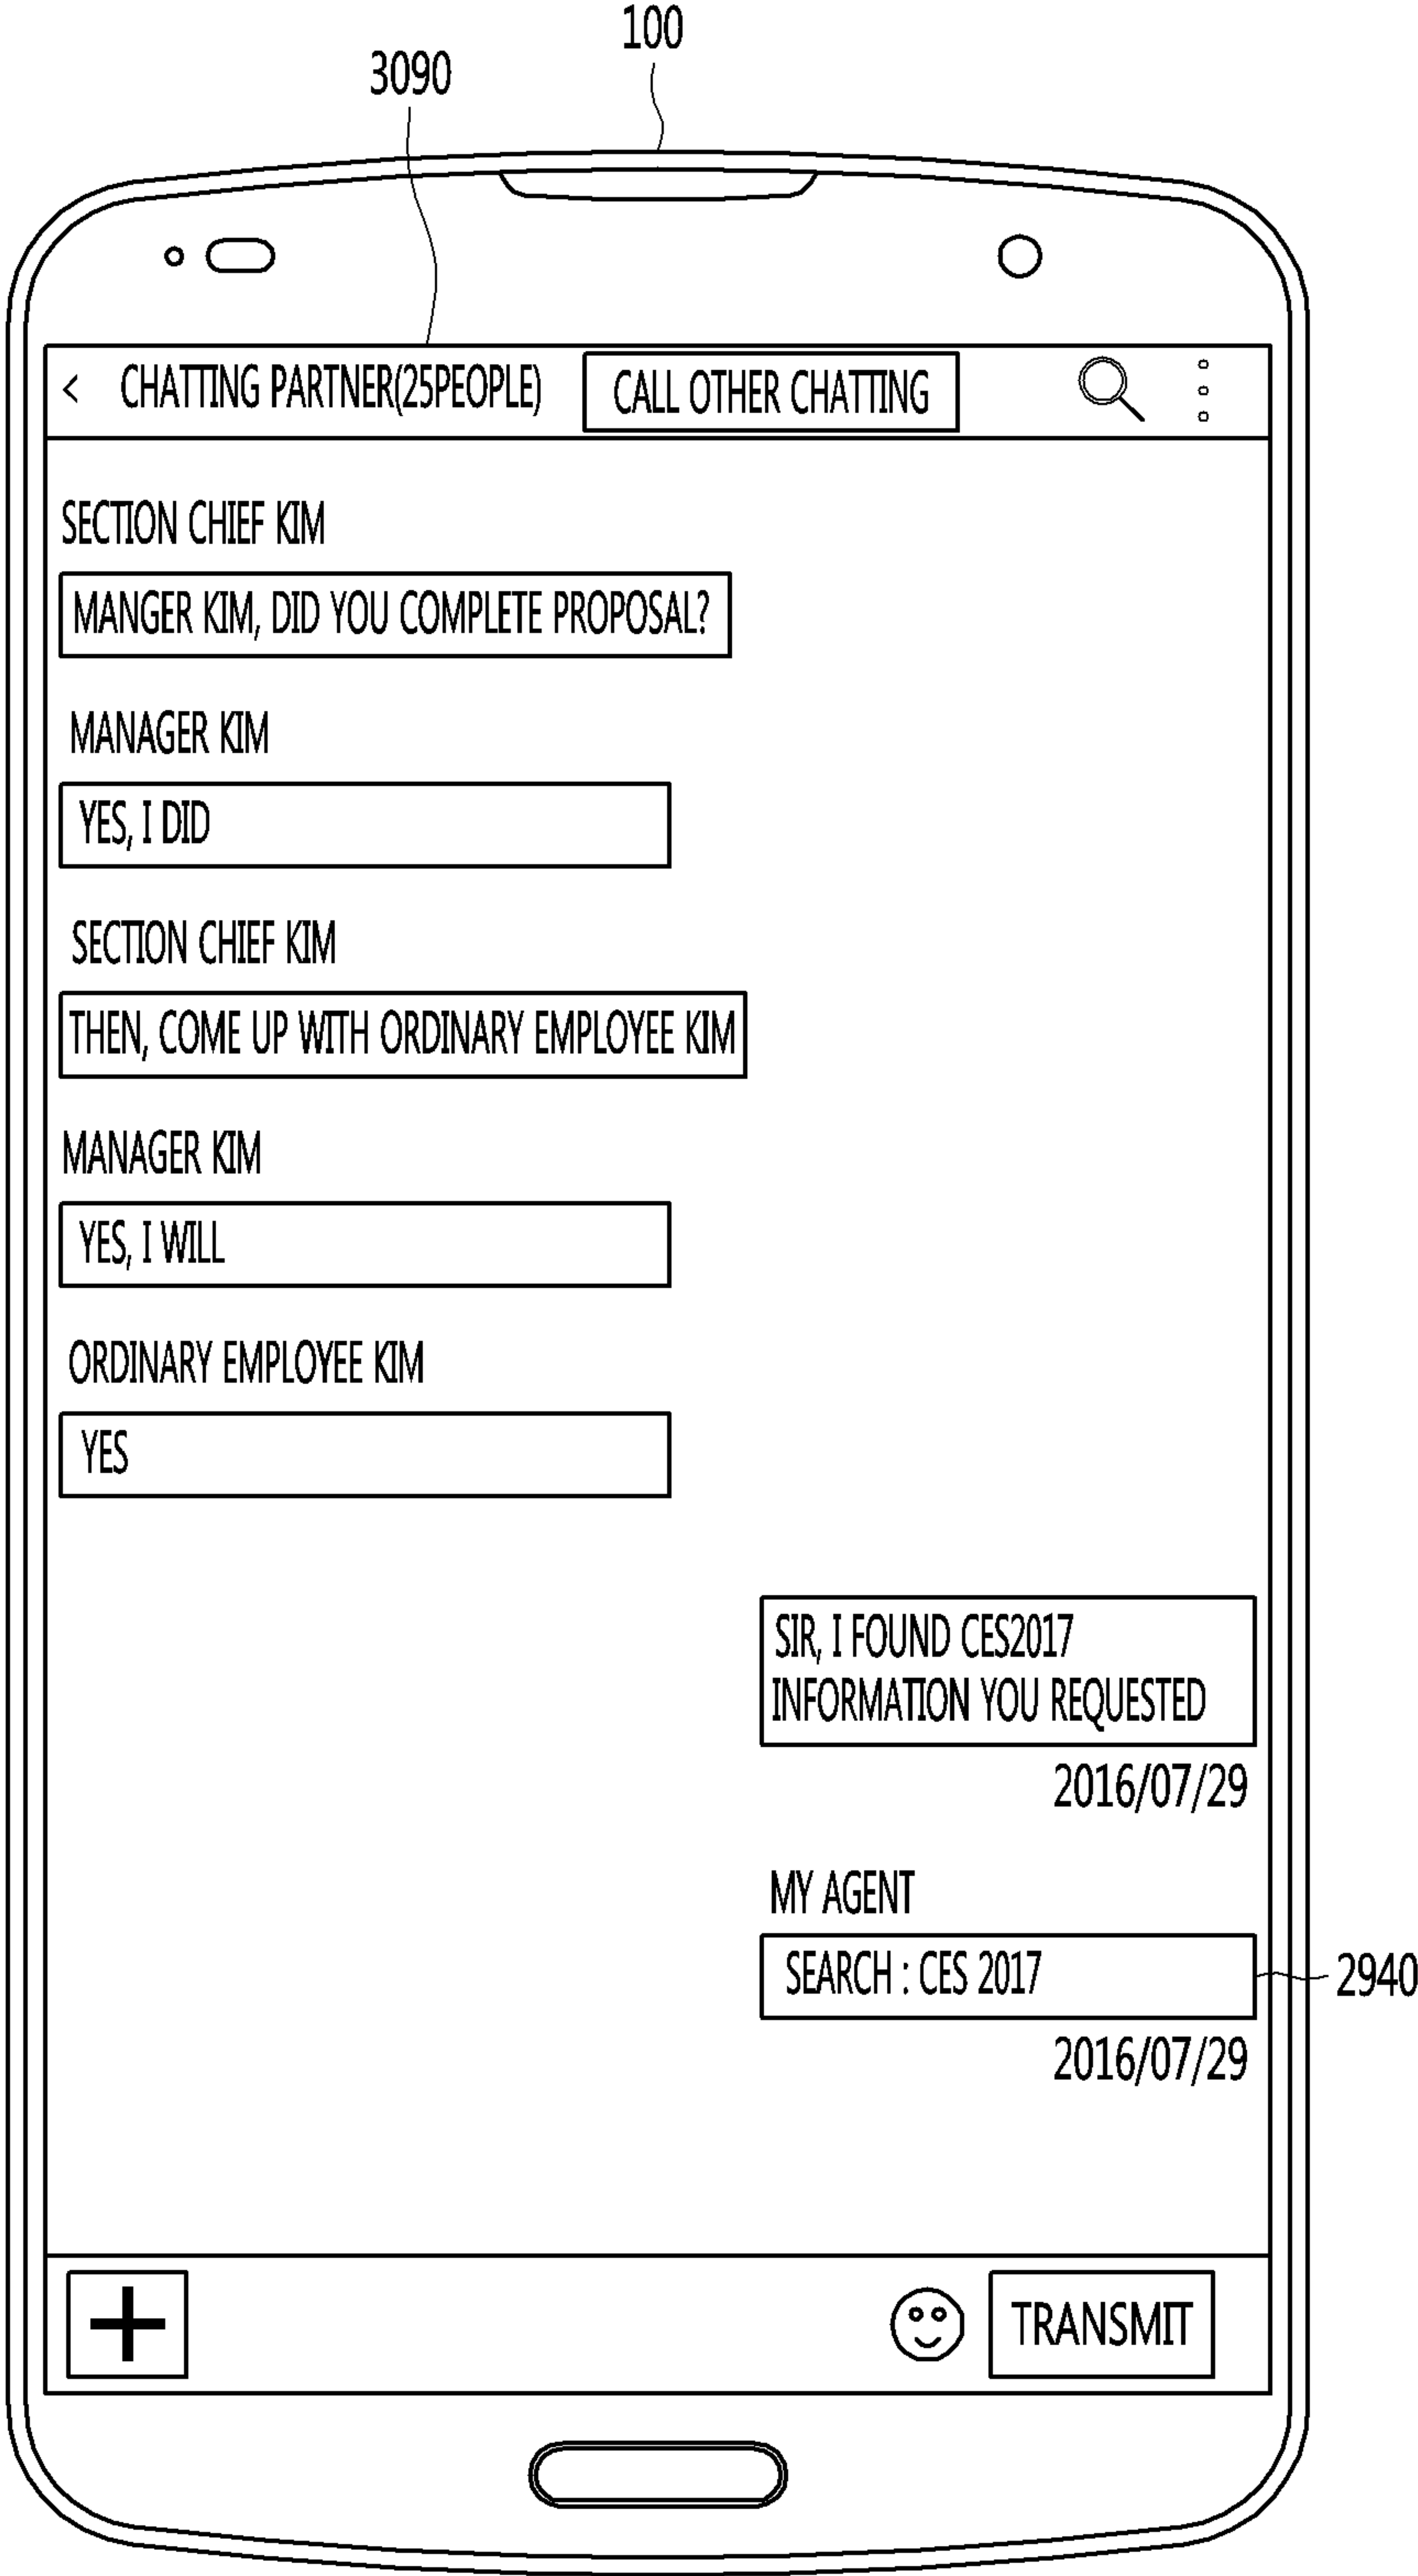 100
3090
< CHATTING PARTNER(25PEOPLE) CALL OTHER CHATTING
SECTION CHIEF KIM
MANGER KIM, DID YOU COMPLETE PROPOSAL?
MANAGER KIM
YES, I DID
SECTION CHIEF KIM
THEN, COME UP WITH ORDINARY EMPLOYEE KIM
MANAGER KIM
YES, I WILL
ORDINARY EMPLOYEE KIM
YES
SIR, I FOUND CES2017
INFORMATION YOU REQUESTED
2016/07/29
MY AGENT
SEARCH : CES 2017
2940
2016/07/29
TRANSMIT